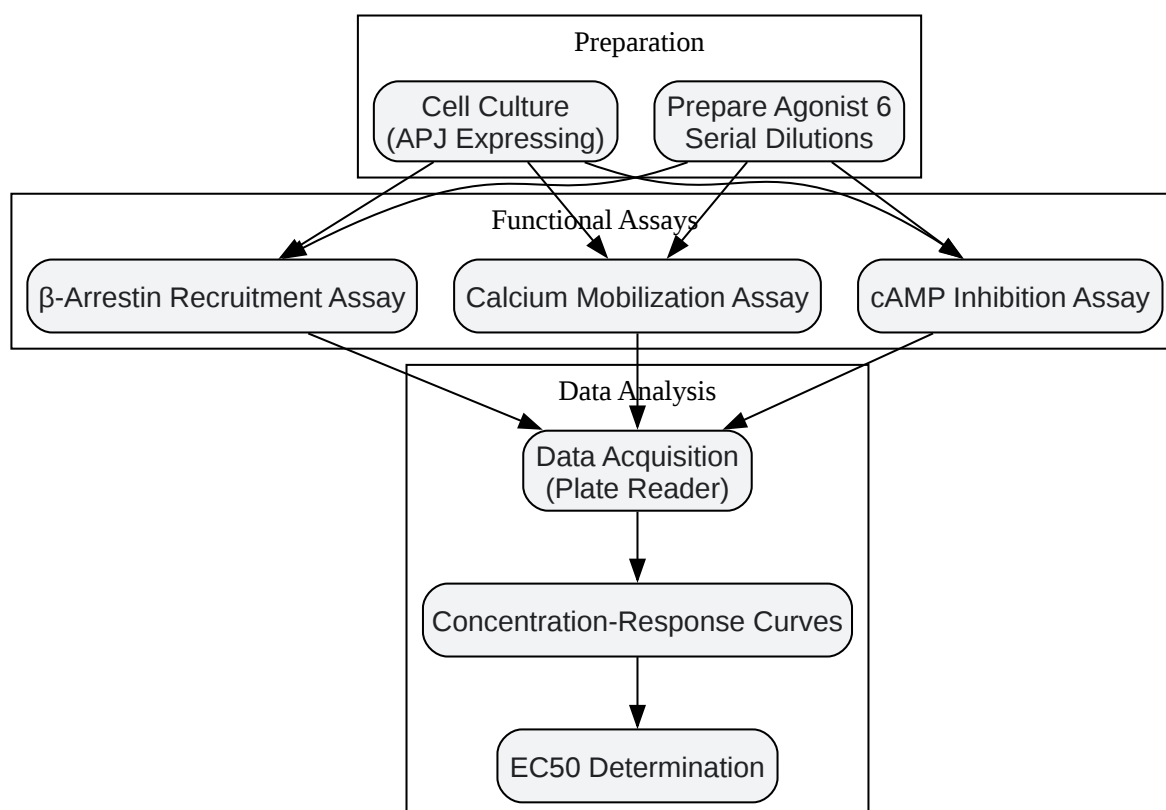 Preparation
Cell Culture
(APJ Expressing)
Prepare Agonist 6
Serial Dilutions
Functional Assays
β-Arrestin Recruitment Assay
Calcium Mobilization Assay
cAMP Inhibition Assay
Data Analysis
Data Acquisition
(Plate Reader)
Concentration-Response Curves
EC50 Determination